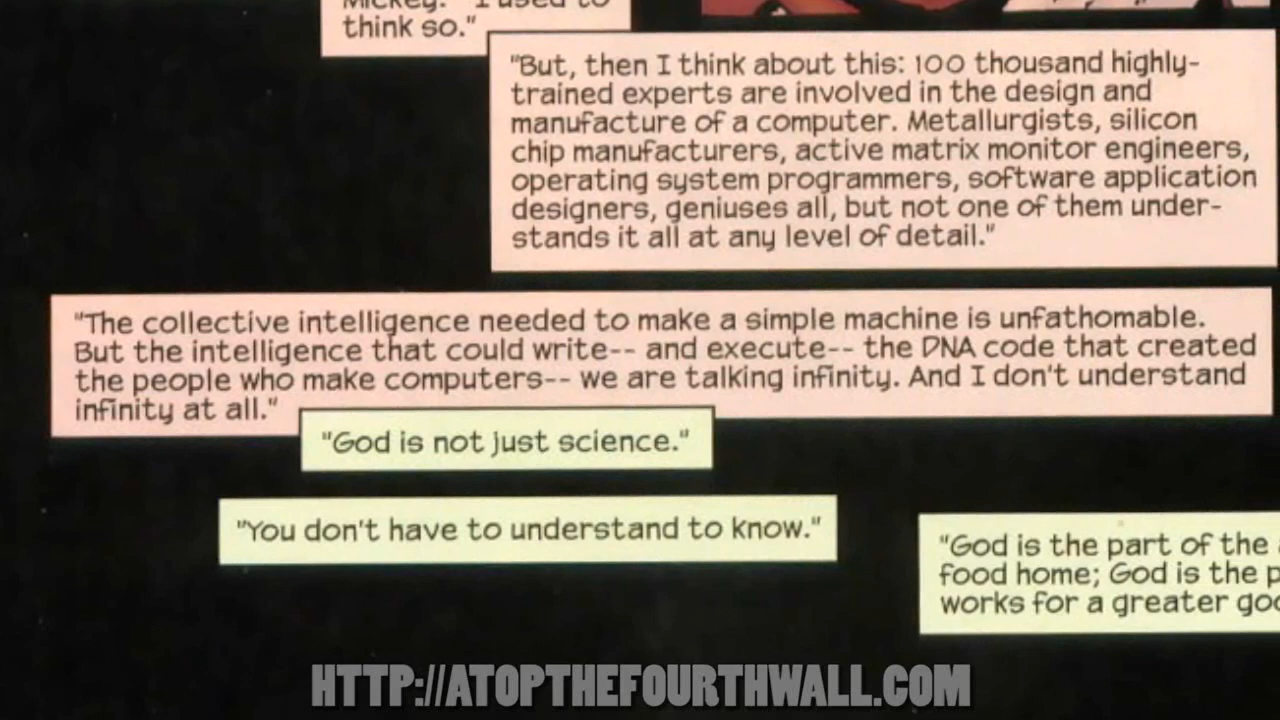 think so."
"But, then I think about this: 100 thousand highly-
trained experts are involved in the design and
manufacture of a computer. Metallurgists, silicon
chip manufacturers, active matrix monitor engineers,
operating system programmers, software application
designers, geniuses all, but not one of them under-
stands it all at any level of detail."
"The collective intelligence needed to make a simple machine is unfathomable.
But the intelligence that could write-- and execute-- the DNA code that created
the people who make computers-- we are talking infinity. And I don't understand
infinity at all."
"God is not just science."
"You don't have to understand to know."
"God is the part of the
food home; God is the
works for a greater
HTTP://ATOPTHEFOURTHWALL.COM